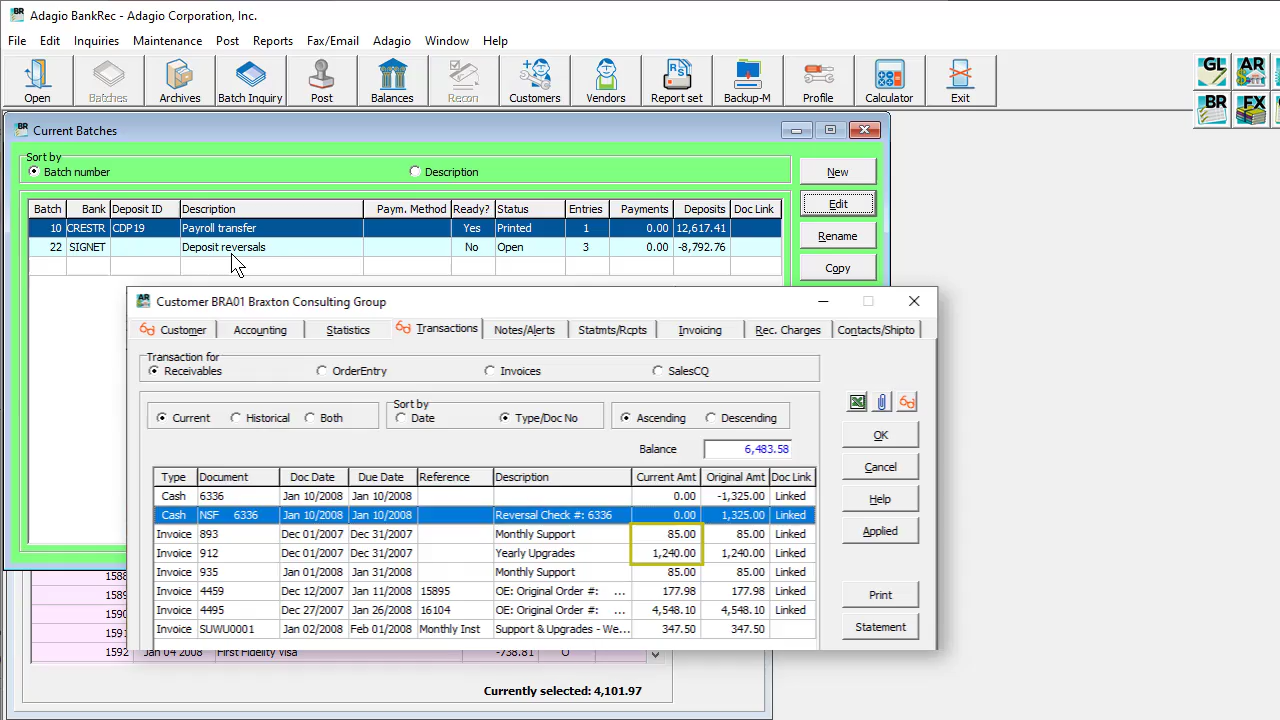 Adagio BankRec - Adagio Corporation, Inc.
File Edit Inquiries Maintenance Post Reports Fax/Email Adagio Window Help
Open Batches Archives Batch Inquiry Post Balances Recon Customers Vendors Report set Backup-M Profile Calculator Exit
GL AR
BR FX
Current Batches
Sort by
Batch number Description
New
Batch Bank Deposit ID Description Paym. Method Ready? Status Entries Payments Deposits Doc Link
Edit
10 CRESTR CDP19 Payroll transfer Yes Printed 1 0.00 12,617.41
Rename
22 SIGNET Deposit reversals No Open 3 0.00 -8,792.76
Copy
Customer BRA01 Braxton Consulting Group
Customer Accounting Statistics Transactions Notes/Alerts Statmts/Rcpts Invoicing Rec. Charges Contacts/Shipto
Transaction for
Receivables OrderEntry Invoices SalesCQ
Sort by
Current Historical Both Date Type/Doc No Ascending Descending
OK
Balance 6,483.58
Cancel
Type Document Doc Date Due Date Reference Description Current Amt Original Amt Doc Link
Cash 6336 Jan 10/2008 Jan 10/2008 0.00 -1,325.00 Linked
Help
Cash NSF 6336 Jan 10/2008 Jan 10/2008 Reversal Check #: 6336 0.00 1,325.00 Linked
Applied
Invoice 893 Dec 01/2007 Dec 31/2007 Monthly Support 85.00 85.00 Linked
Invoice 912 Dec 01/2007 Dec 31/2007 Yearly Upgrades 1,240.00 1,240.00 Linked
Invoice 935 Jan 01/2008 Jan 31/2008 Monthly Support 85.00 85.00 Linked
Invoice 4459 Dec 12/2007 Jan 11/2008 15895 OE: Original Order #: ... 177.98 177.98 Linked
Print
Invoice 4495 Dec 27/2007 Jan 26/2008 16104 OE: Original Order #: ... 4,548.10 4,548.10 Linked
Invoice SUWU0001 Jan 02/2008 Feb 01/2008 Monthly Inst Support & Upgrades - We... 347.50 347.50
Statement
1592 Jan 04 2008 First Fidelity Visa -738.81 O
Currently selected: 4,101.97